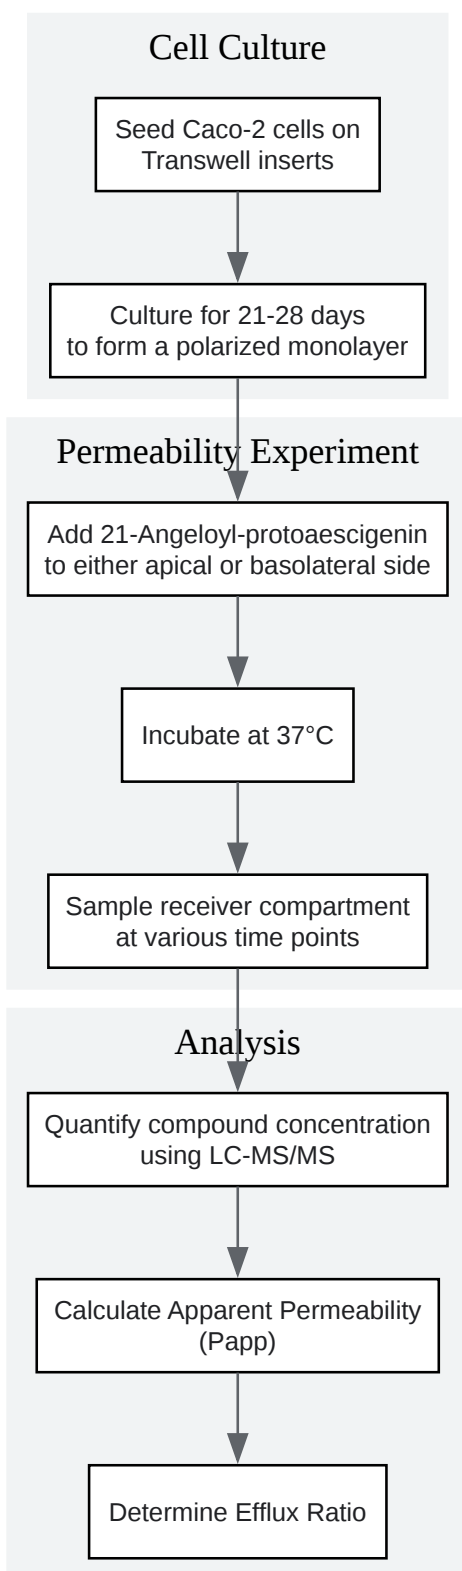 Cell Culture
Seed Caco-2 cells on
Transwell inserts
Culture for 21-28 days
to form a polarized monolayer
Permeability Experiment
Add 21-Angeloyl-protoaescigenin
to either apical or basolateral side
Incubate at 37°C
Sample receiver compartment
at various time points
Analysis
Quantify compound concentration
using LC-MS/MS
Calculate Apparent Permeability
(Papp)
Determine Efflux Ratio